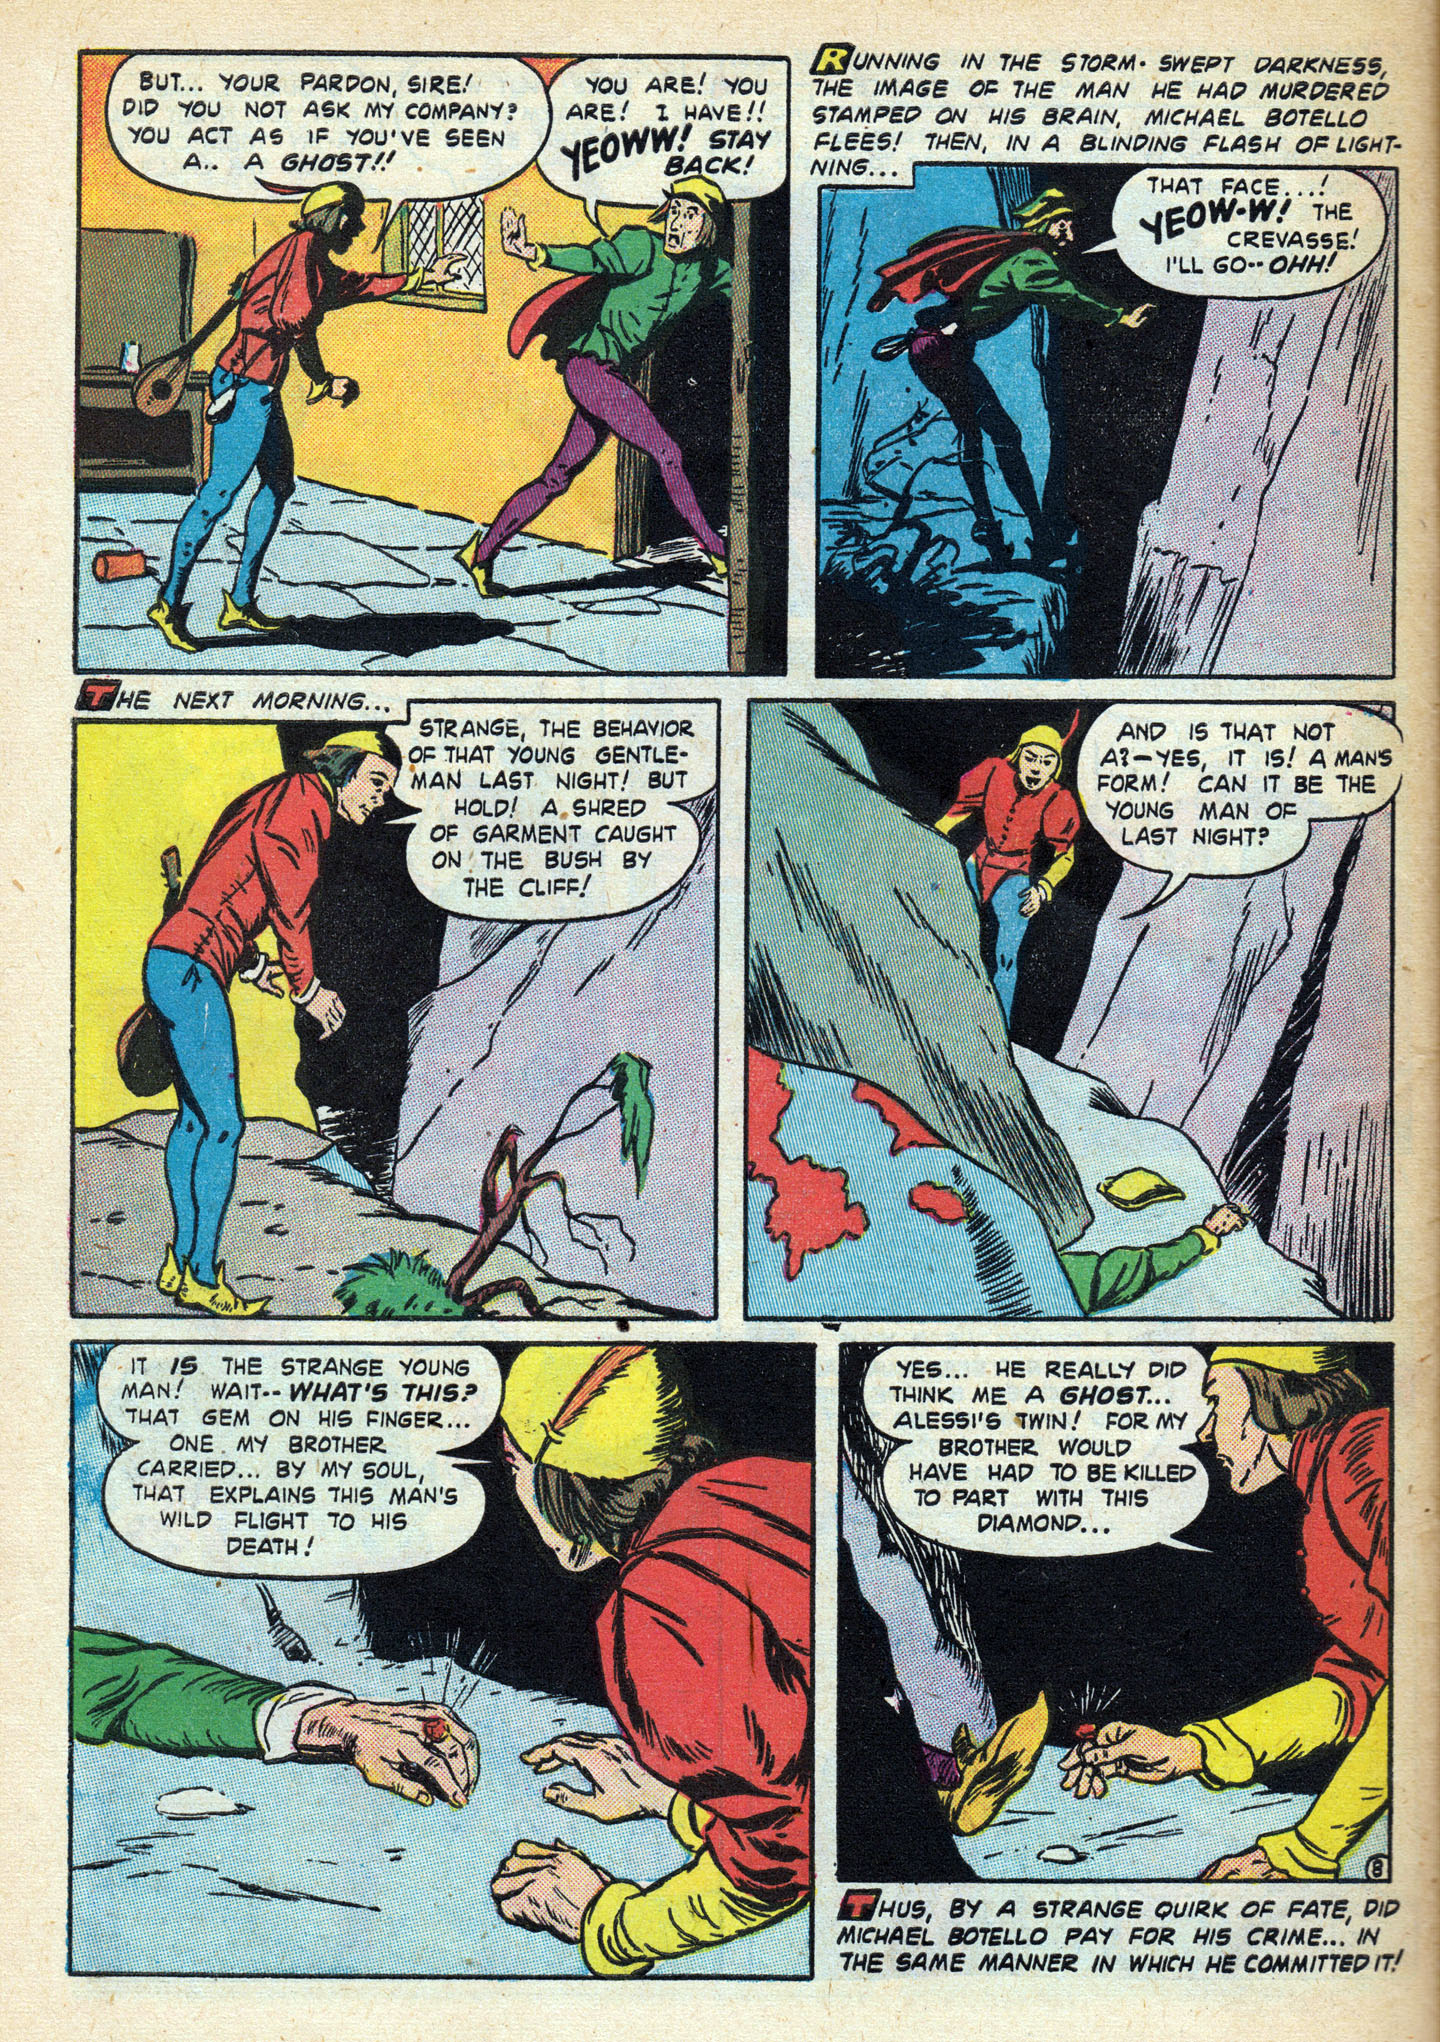 BUT... YOUR PARDON, SIRE!
DID YOU NOT ASK MY COMPANY?
YOU ACT AS IF YOU'VE SEEN
A.. A GHOST!!
YOU ARE! YOU
ARE! I HAVE!!
YEOWW! STAY
BACK!
RUNNING IN THE STORM-SWEPT DARKNESS,
THE IMAGE OF THE MAN HE HAD MURDERED
STAMPED ON HIS BRAIN, MICHAEL BOTELLO
FLEES! THEN, IN A BLINDING FLASH OF LIGHT-
NING...
THAT FACE...!
YEOW-W! THE
CREVASSE!
I'LL GO-- OHH!
THE NEXT MORNING...
STRANGE, THE BEHAVIOR
OF THAT YOUNG GENTLE-
MAN LAST NIGHT! BUT
HOLD! A SHRED
OF GARMENT CAUGHT
ON THE BUSH BY
THE CLIFF!
AND IS THAT NOT
A?-YES, IT IS! A MAN'S
FORM! CAN IT BE THE
YOUNG MAN OF
LAST NIGHT?
IT IS THE STRANGE YOUNG
MAN! WAIT-- WHAT'S THIS?
THAT GEM ON HIS FINGER...
ONE MY BROTHER
CARRIED... BY MY SOUL,
THAT EXPLAINS THIS MAN'S
WILD FLIGHT TO HIS
DEATH!
YES... HE REALLY DID
THINK ME A GHOST...
ALESSI'S TWIN! FOR MY
BROTHER WOULD
HAVE HAD TO BE KILLED
TO PART WITH THIS
DIAMOND...
8
THUS, BY A STRANGE QUIRK OF FATE, DID
MICHAEL BOTELLO PAY FOR HIS CRIME... IN
THE SAME MANNER IN WHICH HE COMMITTED IT!